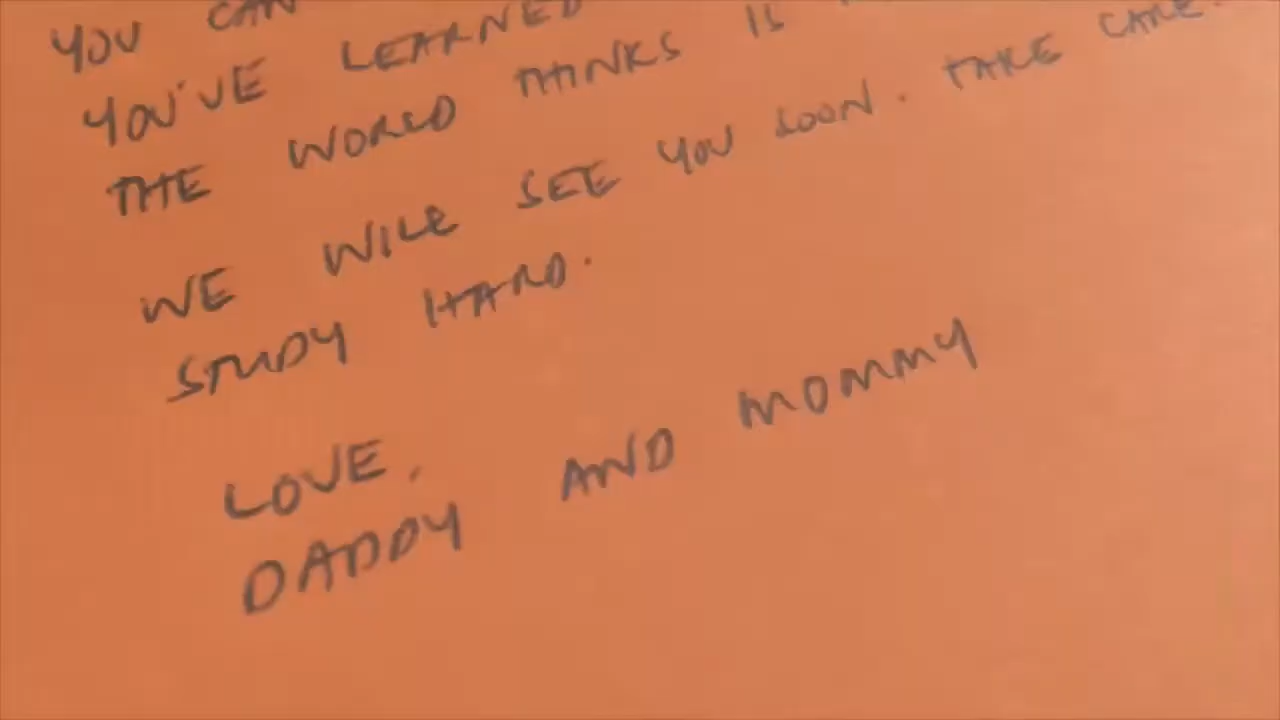 YOU CAN
YOU'VE LEARNED
THE WORLD THINKS IS
WE WILL SEE YOU SOON. TAKE CARE.
STUDY HARD.
LOVE,
DADDY AND MOMMY